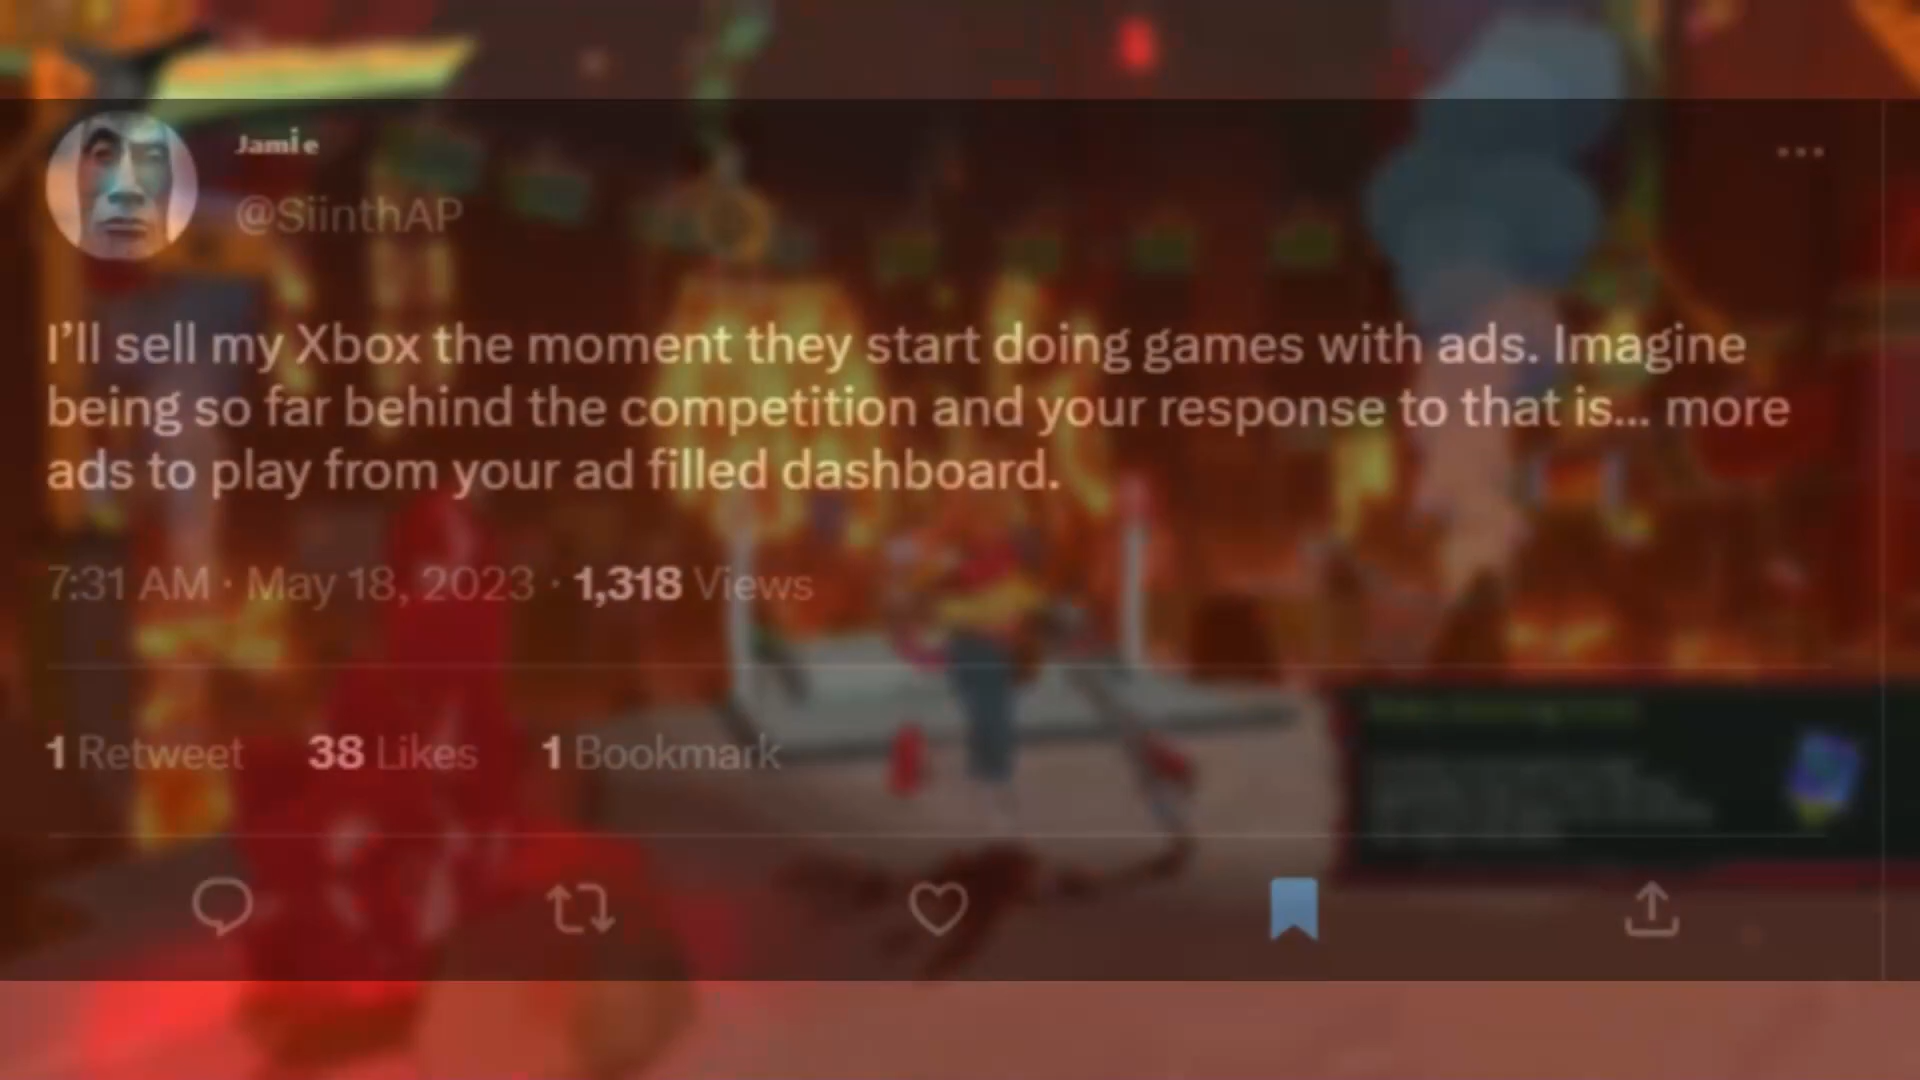 Jamie
@SiinthAP
I'll sell my Xbox the moment they start doing games with ads. Imagine
being so far behind the competition and your response to that is... more
ads to play from your ad filled dashboard.
7:31 AM · May 18, 2023 · 1,318 Views
1 Retweet 38 Likes 1 Bookmark